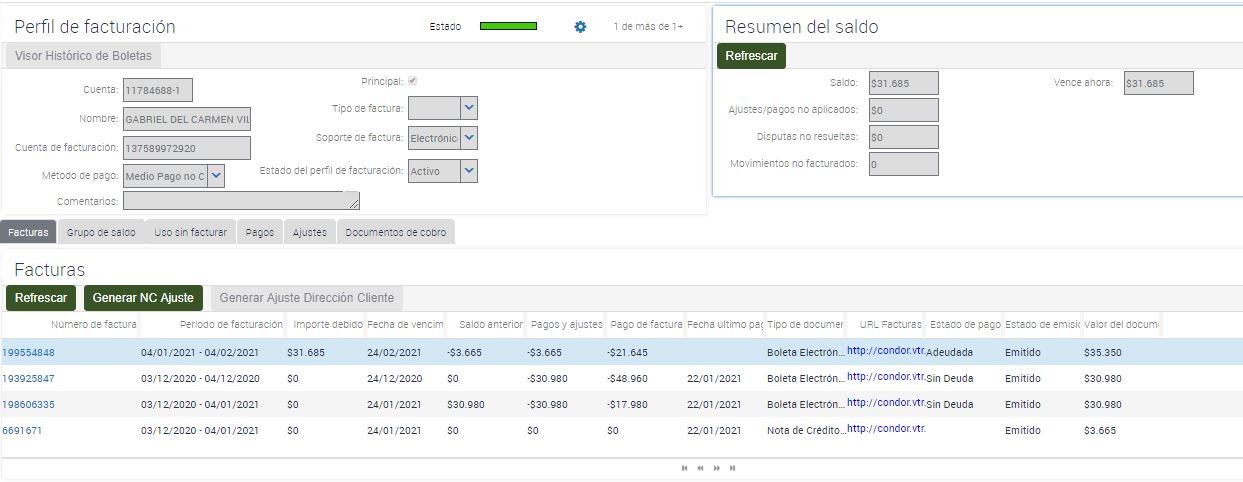 Perfil de facturación
Estado
1 de más de 1+
Visor Histórico de Boletas
Cuenta: 11784688-1
Principal:
Nombre: GABRIEL DEL CARMEN VIL
Tipo de factura:
Cuenta de facturación: 137589972920
Soporte de factura: Electrónic
Método de pago: Medio Pago no C
Estado del perfil de facturación: Activo
Comentarios:
Resumen del saldo
Refrescar
Saldo: $31.685
Vence ahora: $31.685
Ajustes/pagos no aplicados: $0
Disputas no resueltas: $0
Movimientos no facturados: 0
Facturas Grupo de saldo Uso sin facturar Pagos Ajustes Documentos de cobro
Facturas
Refrescar Generar NC Ajuste Generar Ajuste Dirección Cliente
Número de factura Periodo de facturación Importe debido Fecha de vencim Saldo anterior Pagos y ajustes Pago de factura Fecha último pag Tipo de documer URL Facturas Estado de pago Estado de emisió Valor del docum
199554848 04/01/2021 - 04/02/2021 $31.685 24/02/2021 -$3.665 -$3.665 -$21.645 Boleta Electrón... http://condor.vtr. Adeudada Emitido $35.350
193925847 03/12/2020 - 04/12/2020 $0 24/12/2020 $0 -$30.980 -$48.960 22/01/2021 Boleta Electrón... http://condor.vtr. Sin Deuda Emitido $30.980
198606335 03/12/2020 - 04/01/2021 $0 24/01/2021 $30.980 -$30.980 -$17.980 22/01/2021 Boleta Electrón... http://condor.vtr. Sin Deuda Emitido $30.980
6691671 03/12/2020 - 04/01/2021 $0 24/01/2021 $0 $0 $0 22/01/2021 Nota de Crédito... http://condor.vtr. Emitido $3.665